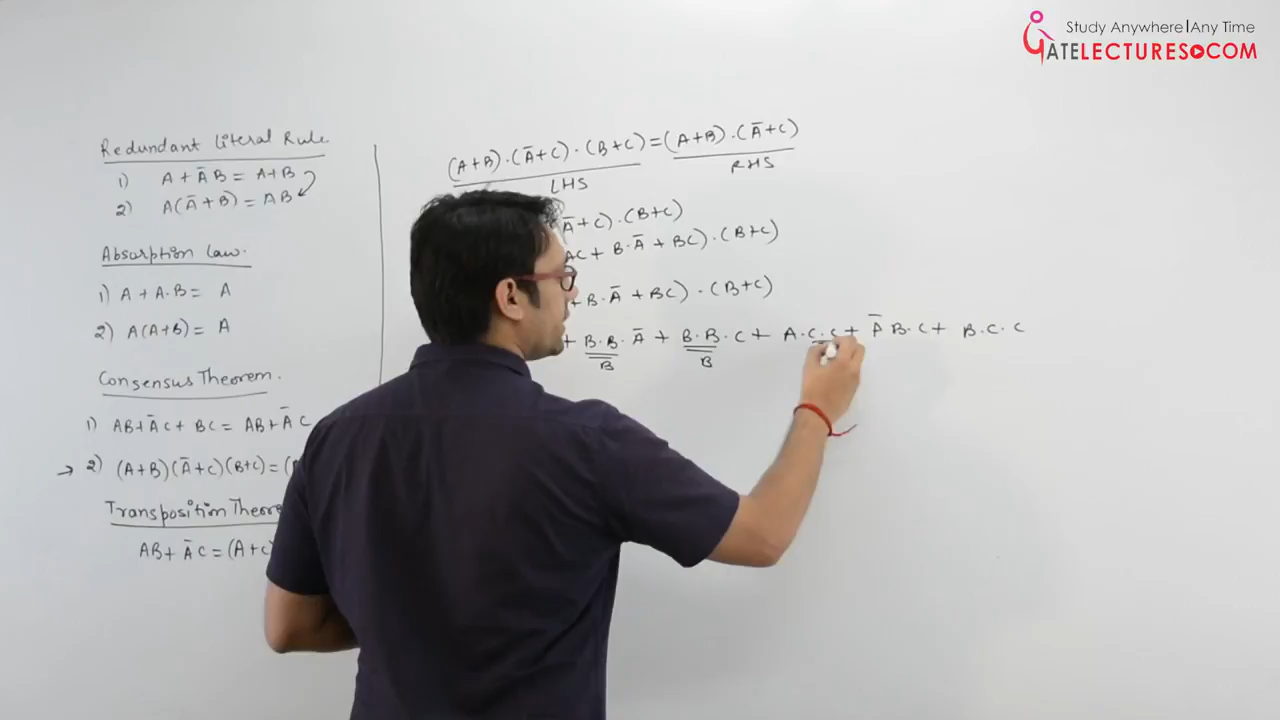 Study Anywhere | Any Time
GATELECTURES.COM
Redundant Literal Rule
1) A + ĀB = A+B
2) A(Ā+B) = AB
Absorption Law.
1) A + A·B = A
2) A(A+B) = A
Consensus Theorem.
1) AB + ĀC + BC = AB + ĀC
→ 2) (A+B)(Ā+C)(B+C) = (
Transposition Theore
AB + ĀC = (A+C)
(A+B)·(Ā+C)·(B+C) = (A+B)·(Ā+C)
LHS RHS
Ā+C)·(B+C)
AC + B·Ā + BC)·(B+C)
+ B·Ā + BC)·(B+C)
+ B·B·Ā + B·B·C + A·C·C + ĀB·C + B·C·C
B B